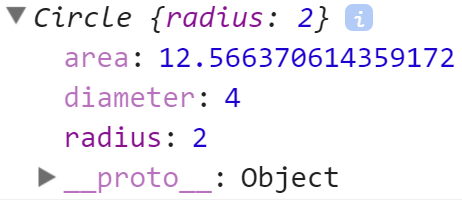 Circle {radius: 2} i
area: 12.566370614359172
diameter: 4
radius: 2
__proto__: Object